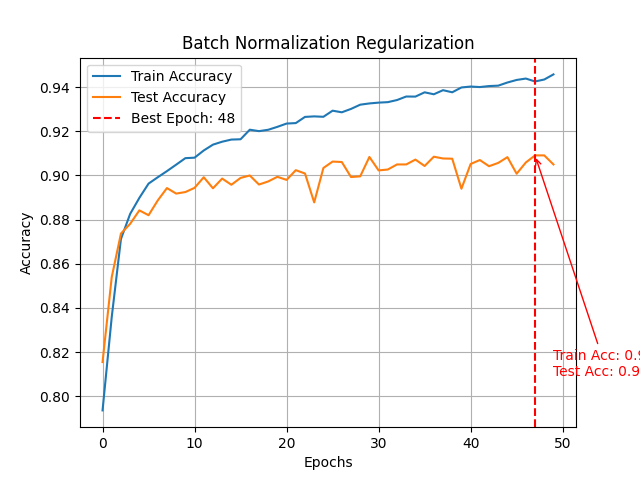 Batch Normalization Regularization
Train Accuracy
Test Accuracy
Best Epoch: 48
0.94
0.92
0.90
0.88
0.86
0.84
0.82
0.80
Accuracy
Train Acc: 0.9
Test Acc: 0.9
0 10 20 30 40 50
Epochs